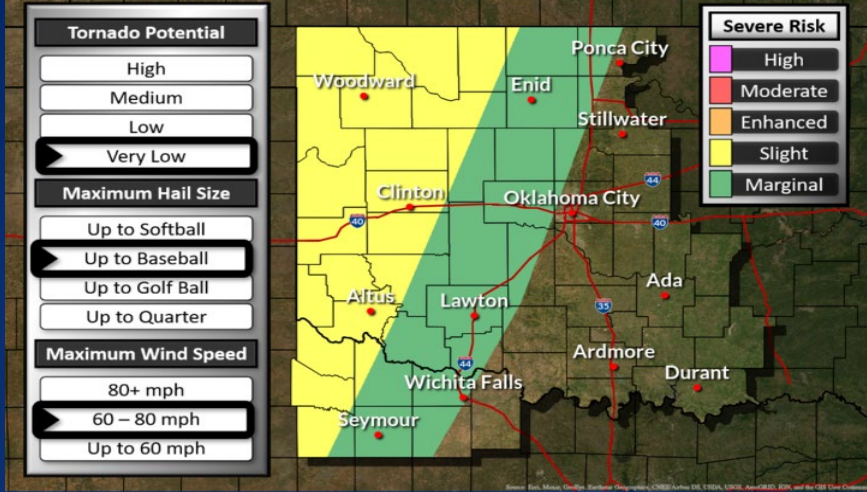 Tornado Potential
High
Medium
Low
Very Low
Maximum Hail Size
Up to Softball
Up to Baseball
Up to Golf Ball
Up to Quarter
Maximum Wind Speed
80+ mph
60 – 80 mph
Up to 60 mph
Woodward
Enid
Ponca City
Stillwater
44
Clinton
Oklahoma City
40
40
Altus
Lawton
Ada
35
Ardmore
44
Durant
Wichita Falls
Seymour
Severe Risk
High
Moderate
Enhanced
Slight
Marginal